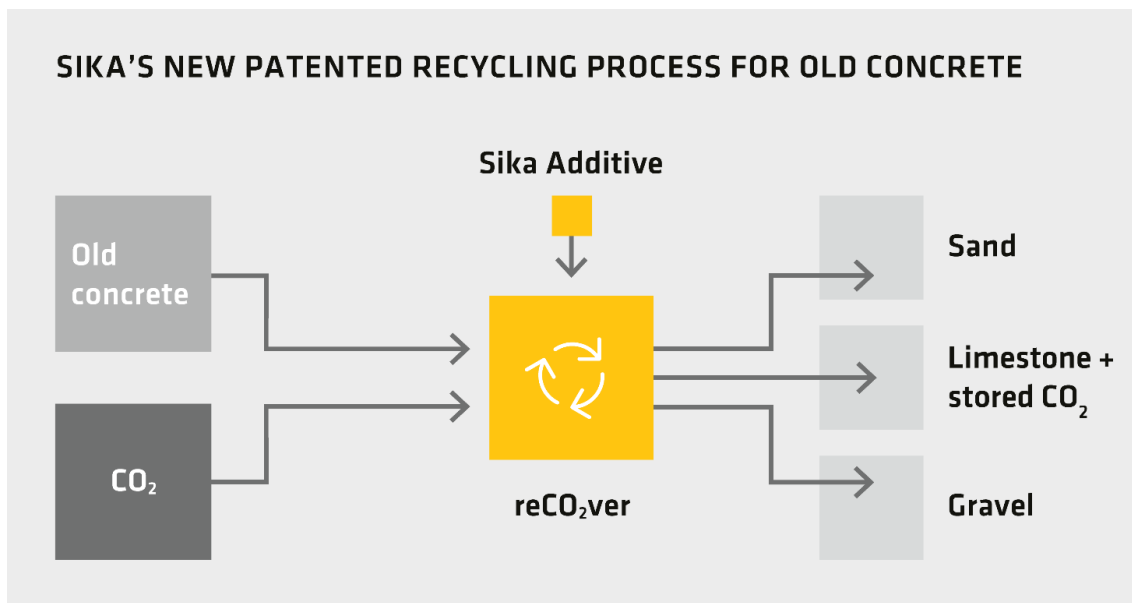 SIKA'S NEW PATENTED RECYCLING PROCESS FOR OLD CONCRETE
Sika Additive
Old
concrete
CO₂
reCO₂ver
Sand
Limestone +
stored CO₂
Gravel